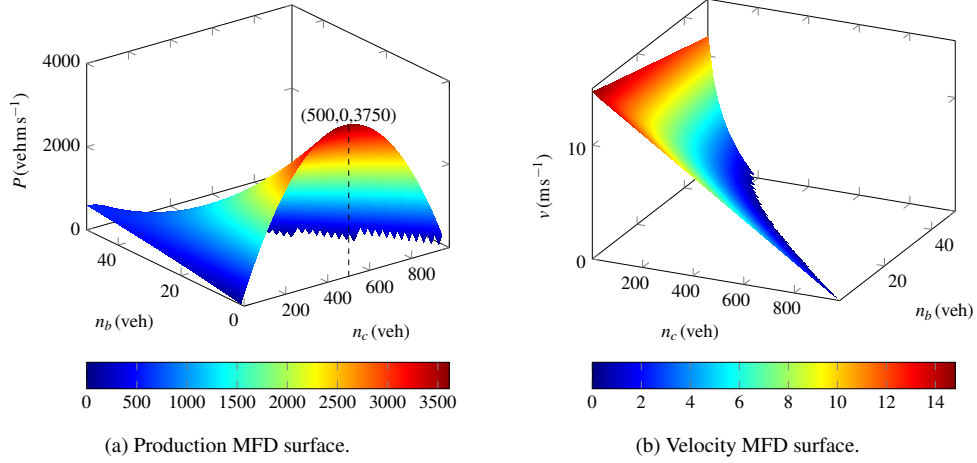 4000
2000
0
P (vehm s⁻¹)
(500,0,3750)
40
20
0
n_b (veh)
200
400
600
800
n_c (veh)
0 500 1000 1500 2000 2500 3000 3500
(a) Production MFD surface.
10
0
v (ms⁻¹)
200
400
600
800
n_c (veh)
20
40
n_b (veh)
0 2 4 6 8 10 12 14
(b) Velocity MFD surface.